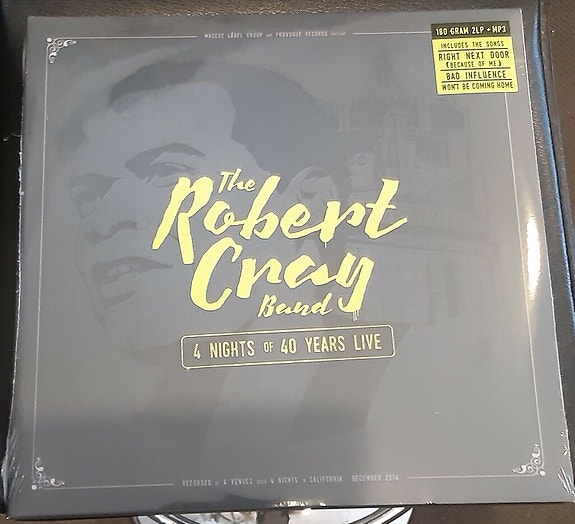 MASCOT LABEL GROUP AND PROVOGUE RECORDS PRESENT
180 GRAM 2LP + MP3
INCLUDES THE SONGS
RIGHT NEXT DOOR
(BECAUSE OF ME)
BAD INFLUENCE
WON'T BE COMING HOME
The
Robert
Cray
Band
4 NIGHTS OF 40 YEARS LIVE
RECORDED AT 4 VENUES OVER 4 NIGHTS IN CALIFORNIA DECEMBER 2014